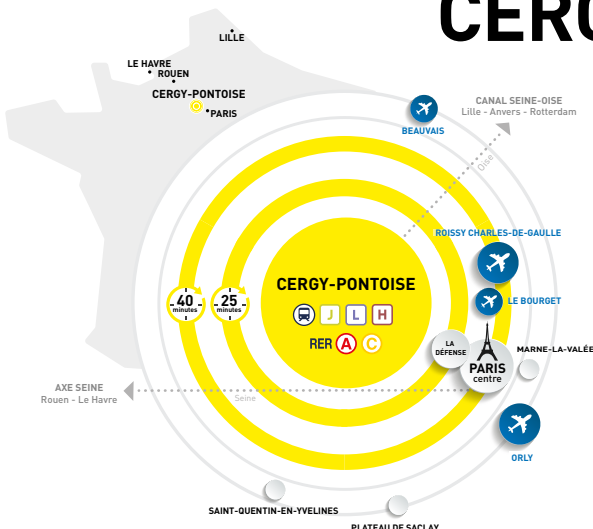 CERG
LILLE
LE HAVRE
ROUEN
CERGY-PONTOISE
PARIS
BEAUVAIS
CANAL SEINE-OISE
Lille - Anvers - Rotterdam
Oise
ROISSY CHARLES-DE-GAULLE
CERGY-PONTOISE
J L H
RER A C
40
minutes
25
minutes
LE BOURGET
LA
DÉFENSE
PARIS
centre
MARNE-LA-VALÉE
AXE SEINE
Rouen - Le Havre
Seine
ORLY
SAINT-QUENTIN-EN-YVELINES
PLATEAU DE SACLAY